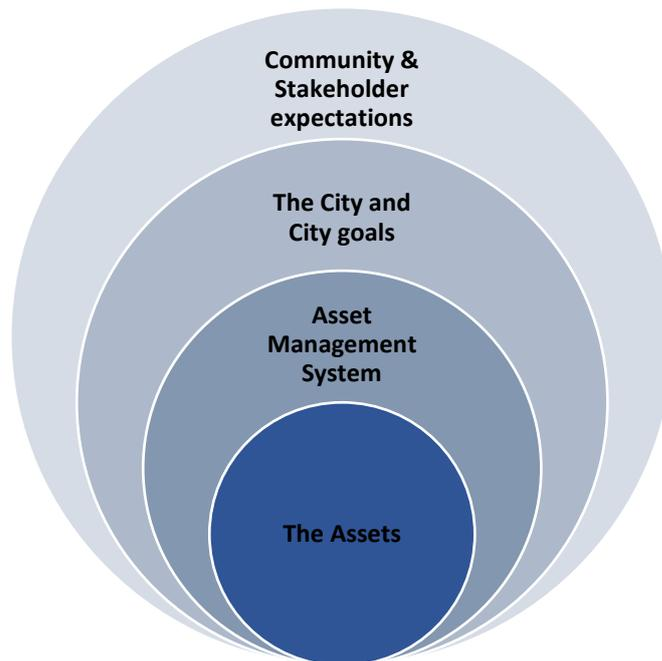 Community &
Stakeholder
expectations
The City and
City goals
Asset
Management
System
The Assets